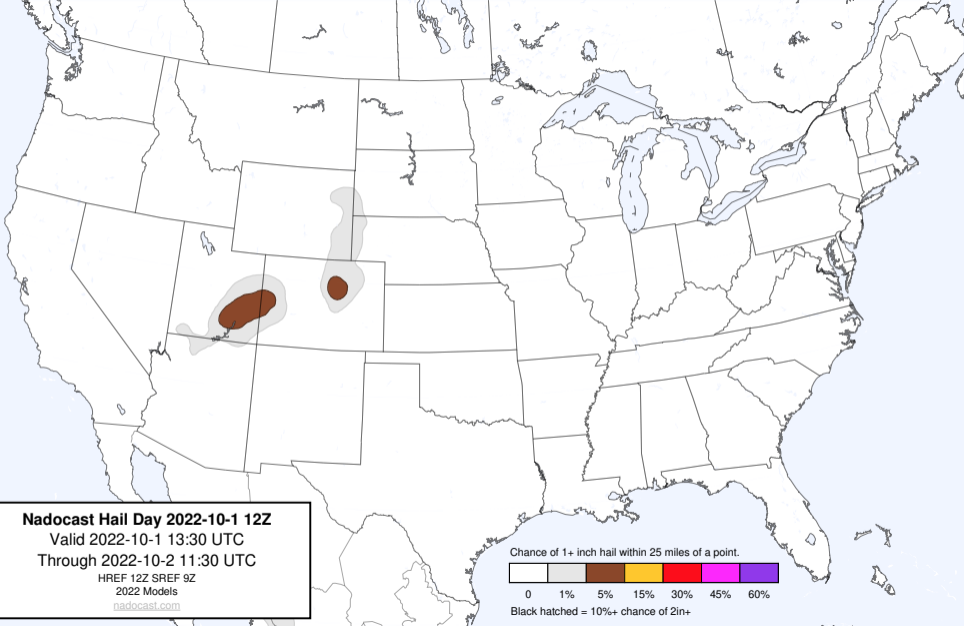 Nadocast Hail Day 2022-10-1 12Z
Valid 2022-10-1 13:30 UTC
Through 2022-10-2 11:30 UTC
HREF 12Z SREF 9Z
2022 Models
nadocast.com
Chance of 1+ inch hail within 25 miles of a point.
0 1% 5% 15% 30% 45% 60%
Black hatched = 10%+ chance of 2in+